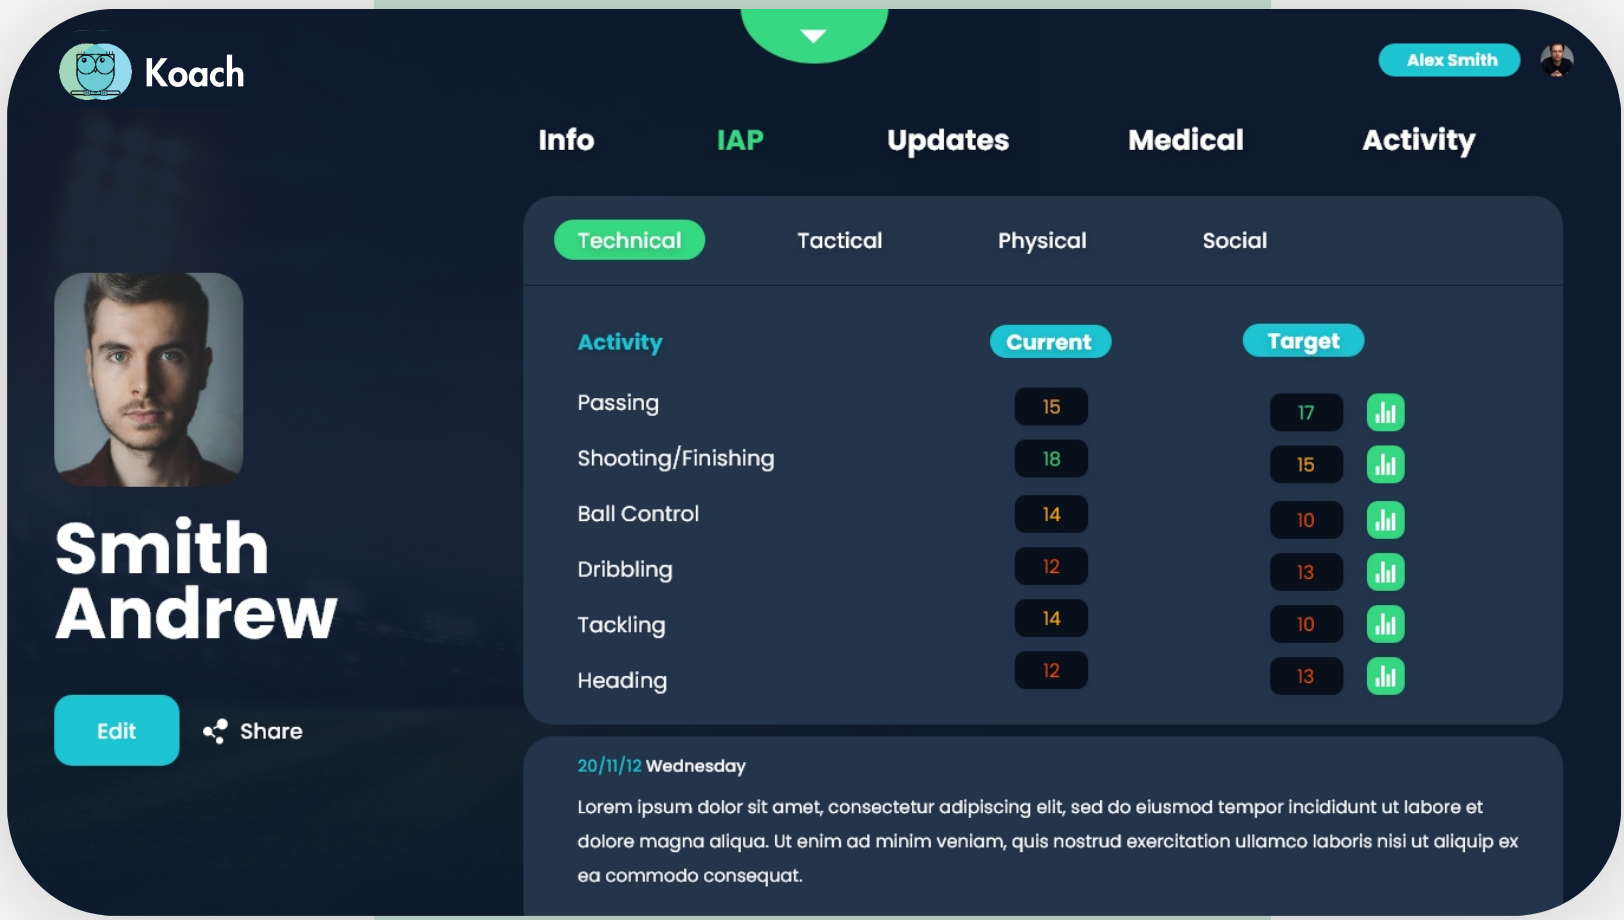 Koach
Alex Smith
Info IAP Updates Medical Activity
Technical Tactical Physical Social
Activity Current Target
Passing 15 17
Shooting/Finishing 18 15
Ball Control 14 10
Dribbling 12 13
Tackling 14 10
Heading 12 13
Smith
Andrew
Edit Share
20/11/12 Wednesday
Lorem ipsum dolor sit amet, consectetur adipiscing elit, sed do eiusmod tempor incididunt ut labore et
dolore magna aliqua. Ut enim ad minim veniam, quis nostrud exercitation ullamco laboris nisi ut aliquip ex
ea commodo consequat.